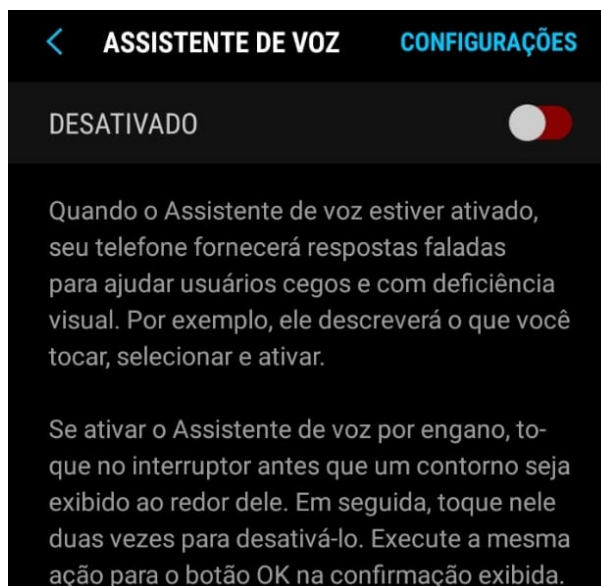 ASSISTENTE DE VOZ CONFIGURAÇÕES
DESATIVADO
Quando o Assistente de voz estiver ativado,
seu telefone fornecerá respostas faladas
para ajudar usuários cegos e com deficiência
visual. Por exemplo, ele descreverá o que você
tocar, selecionar e ativar.
Se ativar o Assistente de voz por engano, to-
que no interruptor antes que um contorno seja
exibido ao redor dele. Em seguida, toque nele
duas vezes para desativá-lo. Execute a mesma
ação para o botão OK na confirmação exibida.